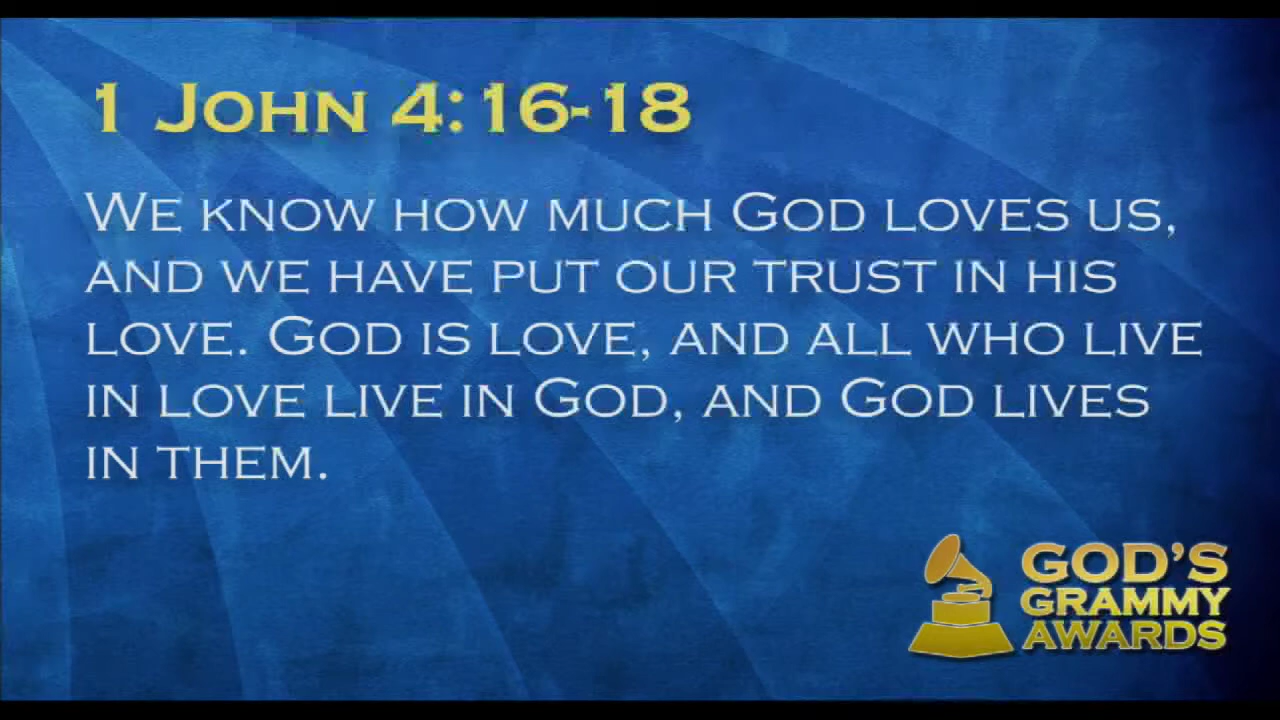 1 John 4:16-18
We know how much God loves us,
and we have put our trust in his
love. God is love, and all who live
in love live in God, and God lives
in them.
GOD'S
GRAMMY
AWARDS